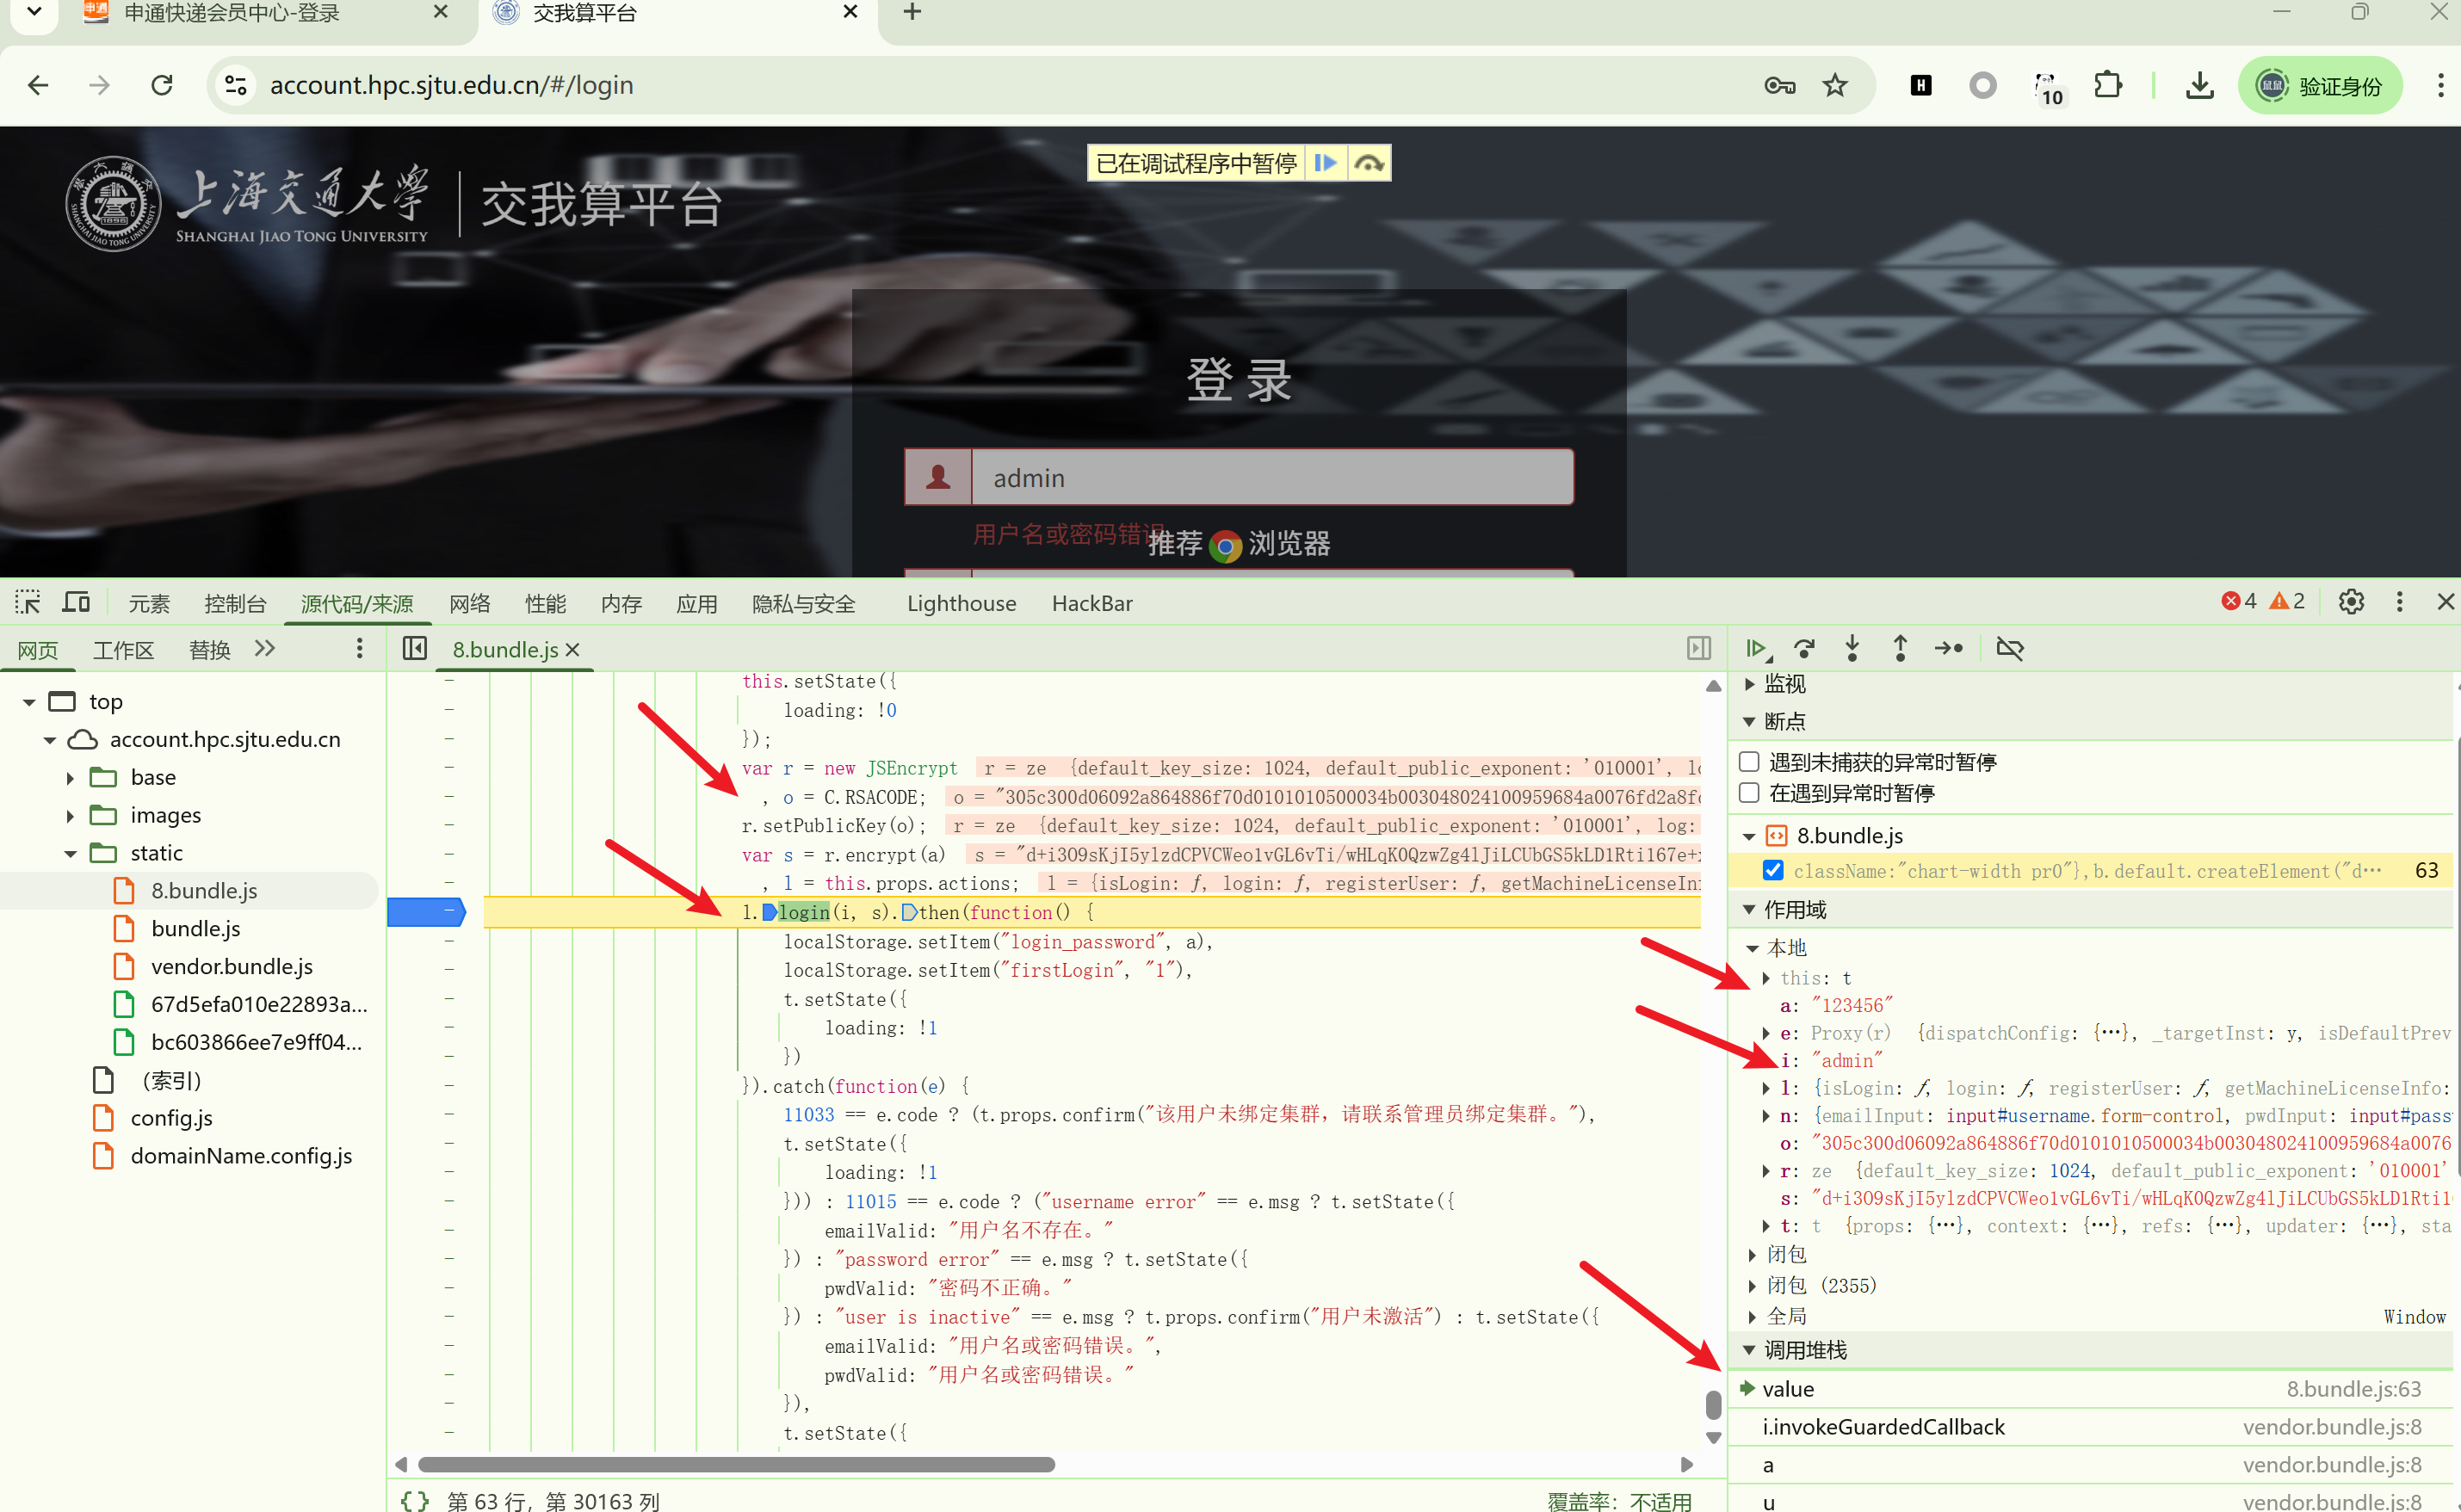 申通快递会员中心-登录
交我算平台
account.hpc.sjtu.edu.cn/#/login
10
验证身份
已在调试程序中暂停
上海交通大学
SHANGHAI JIAO TONG UNIVERSITY
交我算平台
登 录
admin
用户名或密码错误
推荐 浏览器
元素 控制台 源代码/来源 网络 性能 内存 应用 隐私与安全 Lighthouse HackBar
4 2
网页 工作区 替换
8.bundle.js
top
account.hpc.sjtu.edu.cn
base
images
static
8.bundle.js
bundle.js
vendor.bundle.js
67d5efa010e22893a...
bc603866ee7e9ff04...
(索引)
config.js
domainName.config.js
this.setState({
loading: !0
});
var r = new JSEncrypt r = ze {default_key_size: 1024, default_public_exponent: '010001', lo
, o = C.RSACODE; o = "305c300d06092a864886f70d0101010500034b003048024100959684a0076fd2a8f
r.setPublicKey(o); r = ze {default_key_size: 1024, default_public_exponent: '010001', log:
var s = r.encrypt(a) s = "d+i3O9sKjI5ylzdCPVCWeo1vGL6vTi/wHLqK0QzwZg4lJiLCUbGS5kLD1Rti167e+
, l = this.props.actions; l = {isLogin: ƒ, login: ƒ, registerUser: ƒ, getMachineLicenseInf
l.login(i, s).then(function() {
localStorage.setItem("login_password", a),
localStorage.setItem("firstLogin", "1"),
t.setState({
loading: !1
})
}).catch(function(e) {
11033 == e.code ? (t.props.confirm("该用户未绑定集群，请联系管理员绑定集群。"),
t.setState({
loading: !1
})) : 11015 == e.code ? ("username error" == e.msg ? t.setState({
emailValid: "用户名不存在。"
}) : "password error" == e.msg ? t.setState({
pwdValid: "密码不正确。"
}) : "user is inactive" == e.msg ? t.props.confirm("用户未激活") : t.setState({
emailValid: "用户名或密码错误。",
pwdValid: "用户名或密码错误。"
}),
t.setState({
第 63 行，第 30163 列
覆盖率：不适用
监视
断点
遇到未捕获的异常时暂停
在遇到异常时暂停
8.bundle.js
className:"chart-width pr0"},b.default.createElement("d… 63
作用域
本地
this: t
a: "123456"
e: Proxy(r) {dispatchConfig: {…}, _targetInst: y, isDefaultPrev
i: "admin"
l: {isLogin: ƒ, login: ƒ, registerUser: ƒ, getMachineLicenseInfo:
n: {emailInput: input#username.form-control, pwdInput: input#pass
o: "305c300d06092a864886f70d0101010500034b003048024100959684a0076
r: ze {default_key_size: 1024, default_public_exponent: '010001'
s: "d+i3O9sKjI5ylzdCPVCWeo1vGL6vTi/wHLqK0QzwZg4lJiLCUbGS5kLD1Rti1
t: t {props: {…}, context: {…}, refs: {…}, updater: {…}, sta
闭包
闭包 (2355)
全局 Window
调用堆栈
value 8.bundle.js:63
i.invokeGuardedCallback vendor.bundle.js:8
a vendor.bundle.js:8
u vendor.bundle.js:8